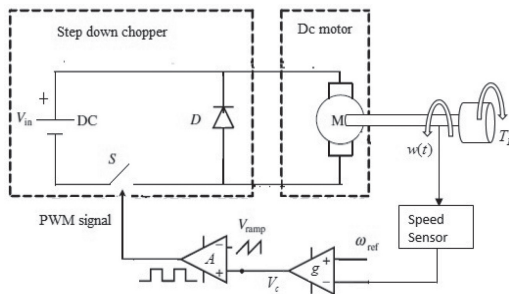 Step down chopper
Dc motor
+
V_in
DC
S
D
M
w(t)
T_l
PWM signal
V_ramp
ω_ref
Speed
Sensor
A
−
+
V_c
g
+
−